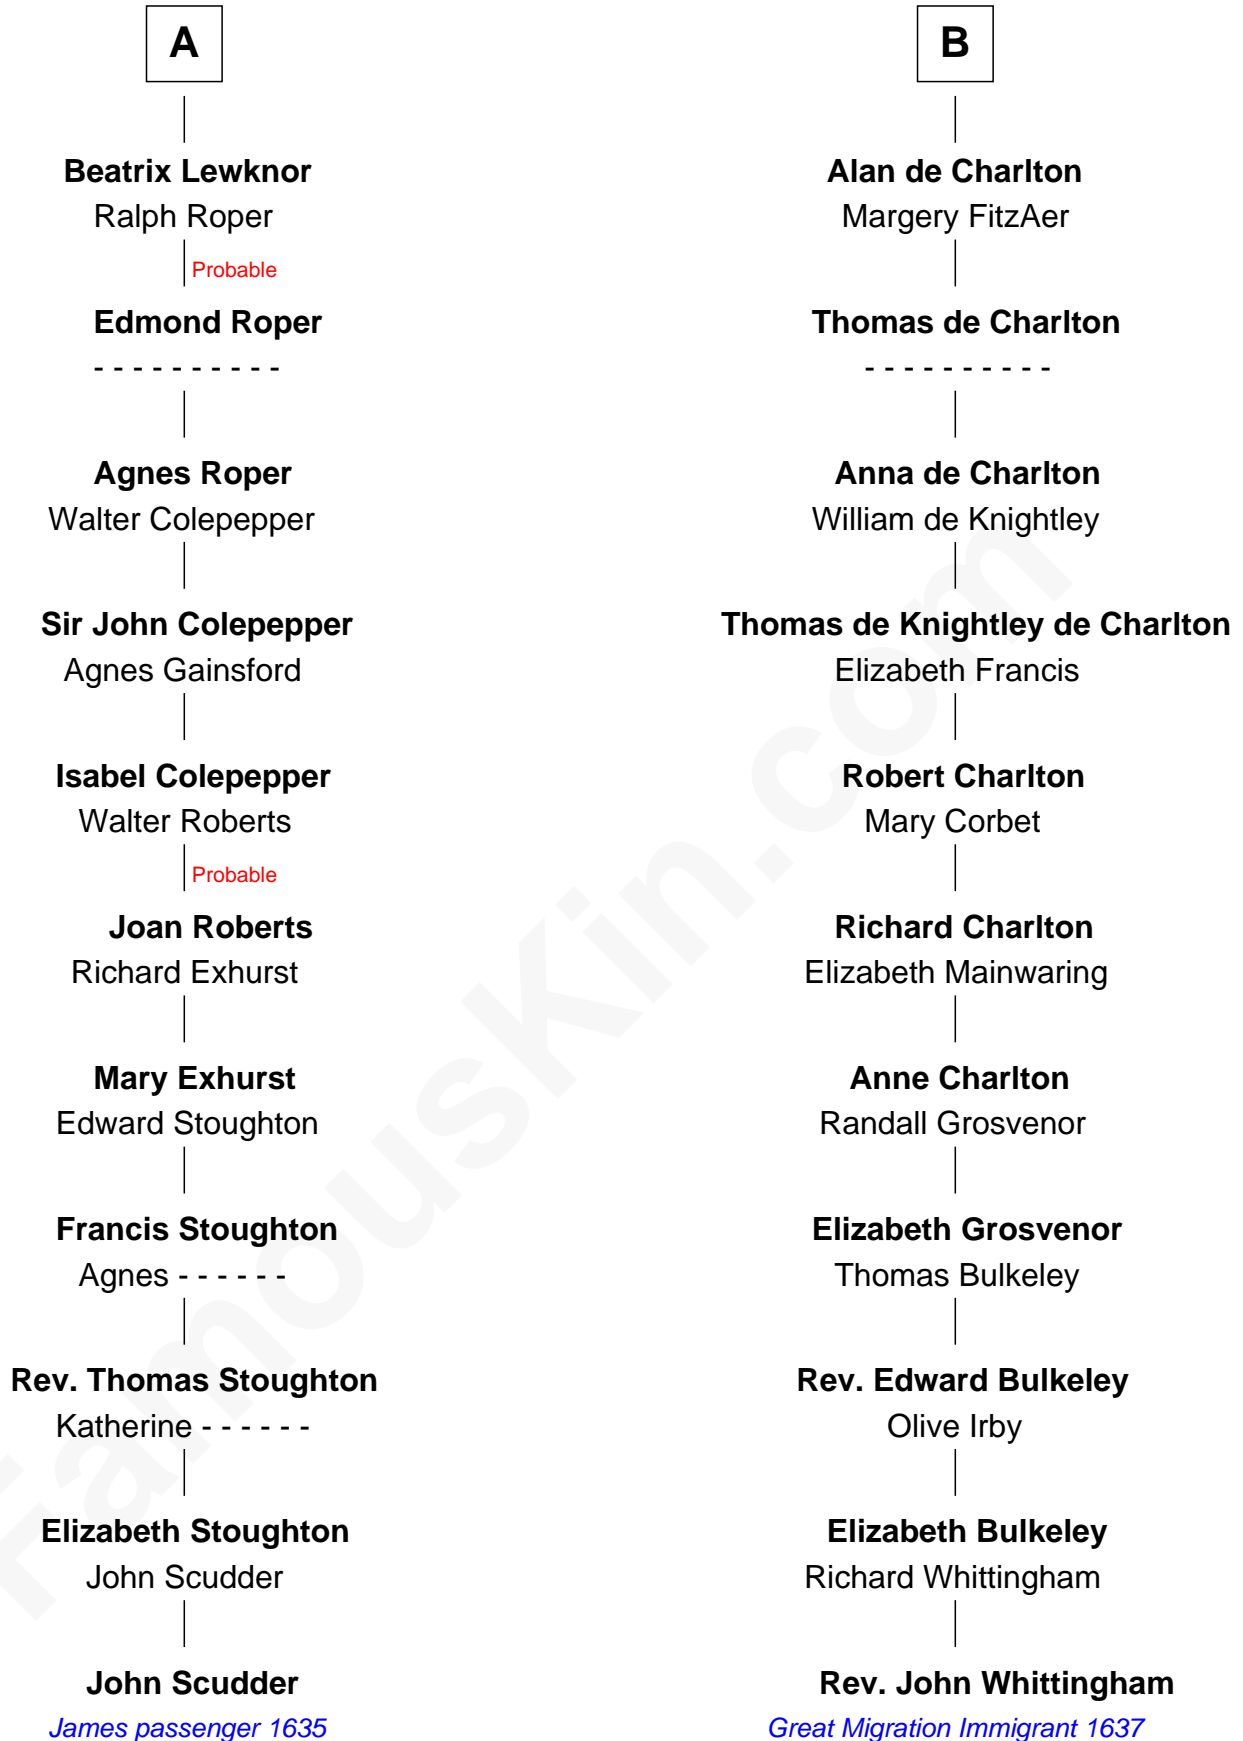 A
Beatrix Lewknor
Ralph Roper
Probable
Edmond Roper
- - - - - - - - - -
Agnes Roper
Walter Colepepper
Sir John Colepepper
Agnes Gainsford
Isabel Colepepper
Walter Roberts
Probable
Joan Roberts
Richard Exhurst
Mary Exhurst
Edward Stoughton
Francis Stoughton
Agnes - - - - - -
Rev. Thomas Stoughton
Katherine - - - - - -
Elizabeth Stoughton
John Scudder
John Scudder
James passenger 1635
B
Alan de Charlton
Margery FitzAer
Thomas de Charlton
- - - - - - - - - -
Anna de Charlton
William de Knightley
Thomas de Knightley de Charlton
Elizabeth Francis
Robert Charlton
Mary Corbet
Richard Charlton
Elizabeth Mainwaring
Anne Charlton
Randall Grosvenor
Elizabeth Grosvenor
Thomas Bulkeley
Rev. Edward Bulkeley
Olive Irby
Elizabeth Bulkeley
Richard Whittingham
Rev. John Whittingham
Great Migration Immigrant 1637
FamousKin.com